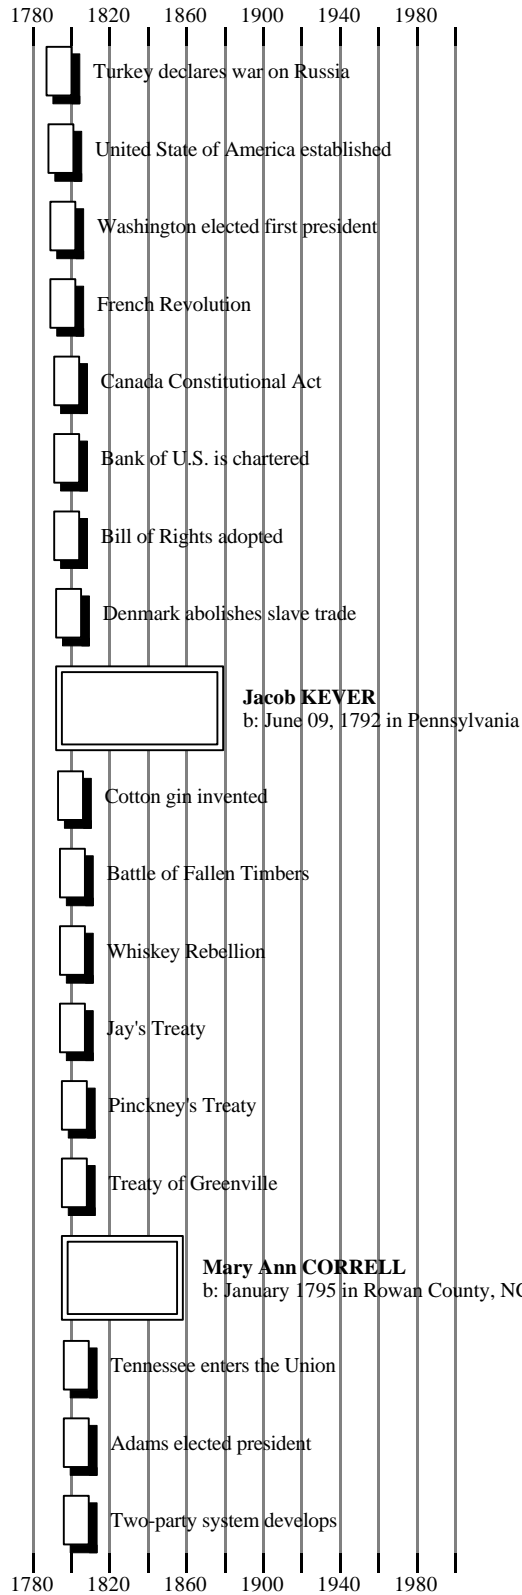 1780 1820 1860 1900 1940 1980
Turkey declares war on Russia
United State of America established
Washington elected first president
French Revolution
Canada Constitutional Act
Bank of U.S. is chartered
Bill of Rights adopted
Denmark abolishes slave trade
Jacob KEVER
b: June 09, 1792 in Pennsylvania
Cotton gin invented
Battle of Fallen Timbers
Whiskey Rebellion
Jay's Treaty
Pinckney's Treaty
Treaty of Greenville
Mary Ann CORRELL
b: January 1795 in Rowan County, NC
Tennessee enters the Union
Adams elected president
Two-party system develops
1780 1820 1860 1900 1940 1980